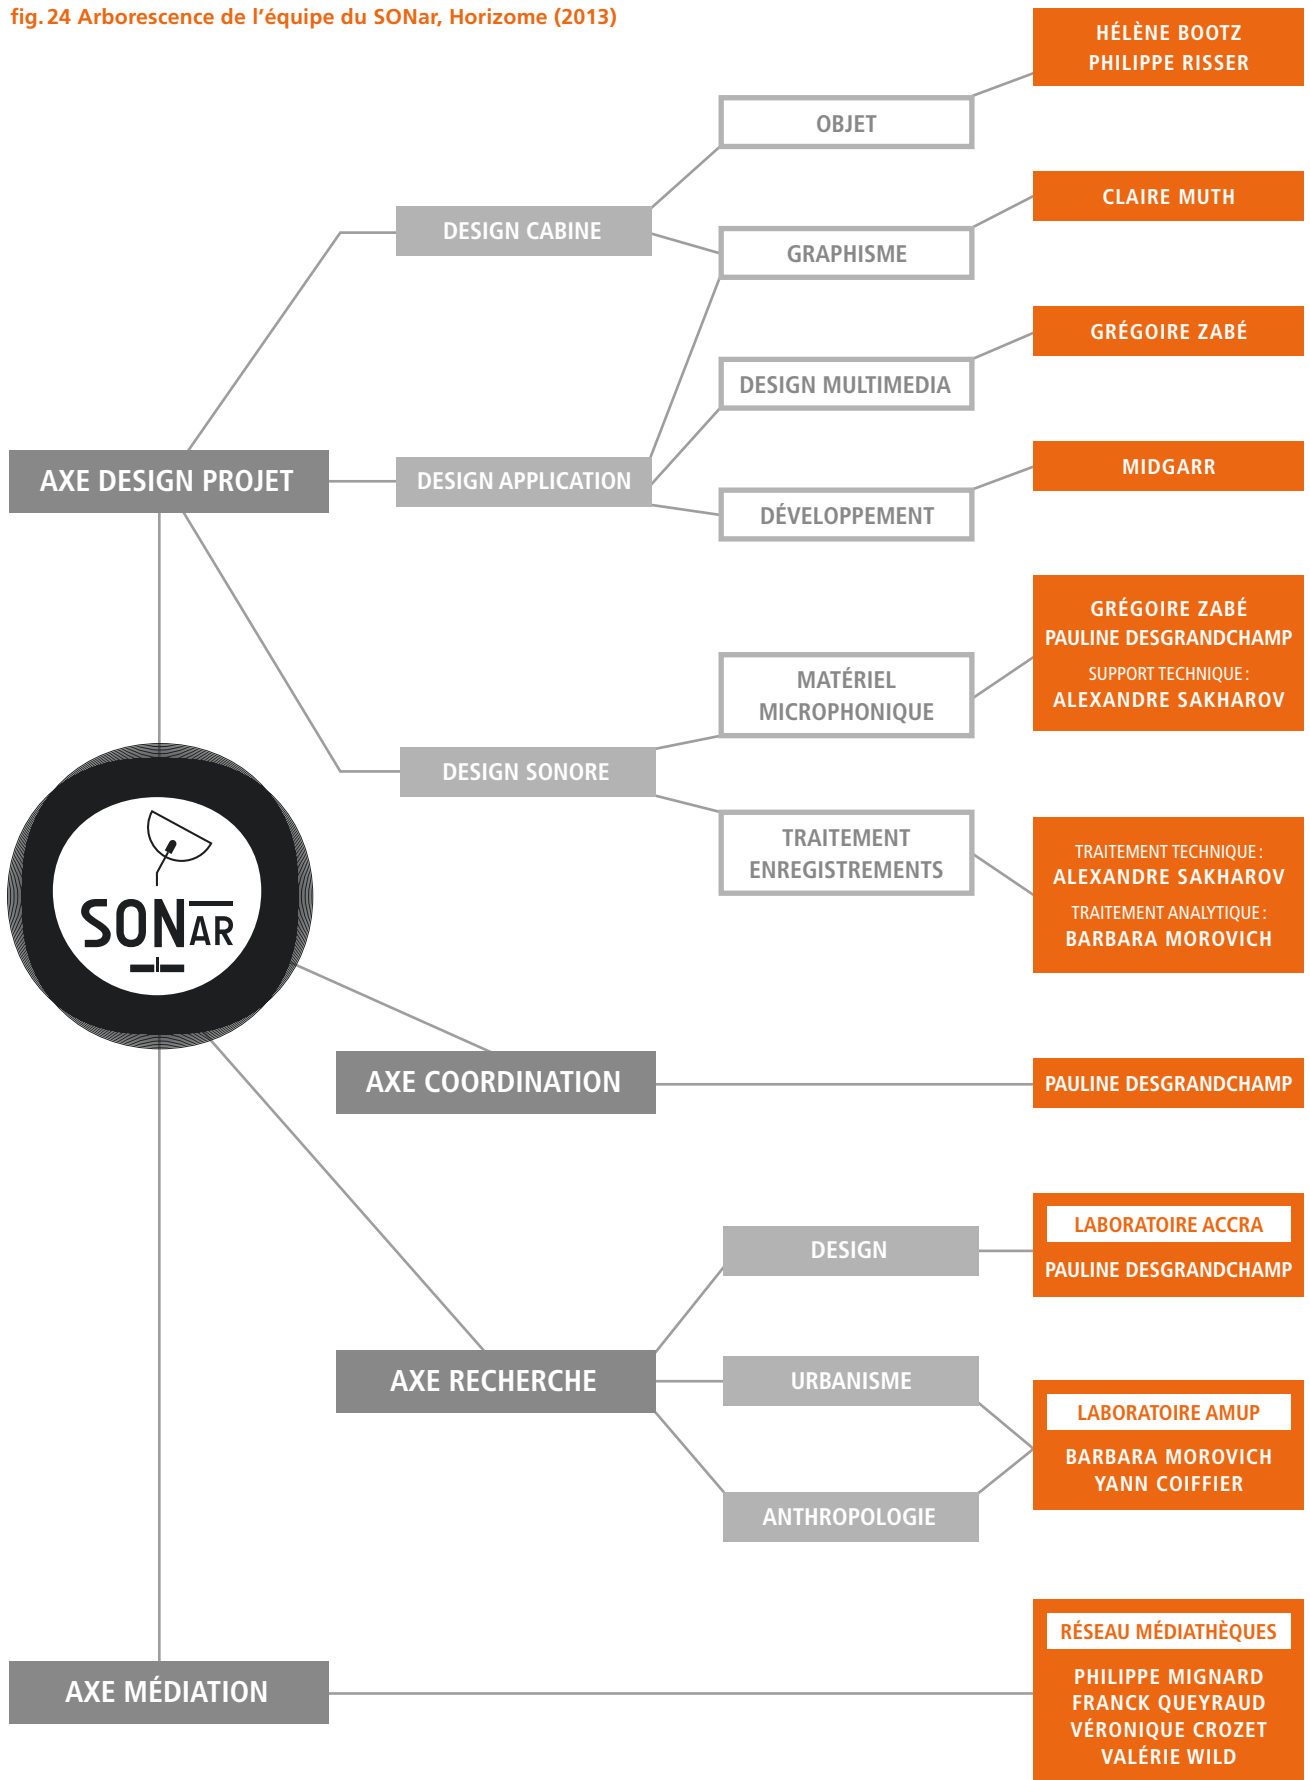 fig. 24 Arborescence de l'équipe du SONar, Horizome (2013)
HÉLÈNE BOOTZ
PHILIPPE RISSER
OBJET
CLAIRE MUTH
DESIGN CABINE
GRAPHISME
GRÉGOIRE ZABÉ
DESIGN MULTIMEDIA
MIDGARR
AXE DESIGN PROJET
DESIGN APPLICATION
DÉVELOPPEMENT
GRÉGOIRE ZABÉ
PAULINE DESGRANDCHAMP
SUPPORT TECHNIQUE :
ALEXANDRE SAKHAROV
MATÉRIEL
MICROPHONIQUE
DESIGN SONORE
TRAITEMENT
ENREGISTREMENTS
TRAITEMENT TECHNIQUE :
ALEXANDRE SAKHAROV
TRAITEMENT ANALYTIQUE :
BARBARA MOROVICH
SONAR
AXE COORDINATION
PAULINE DESGRANDCHAMP
DESIGN
LABORATOIRE ACCRA
PAULINE DESGRANDCHAMP
AXE RECHERCHE
URBANISME
LABORATOIRE AMUP
BARBARA MOROVICH
YANN COIFFIER
ANTHROPOLOGIE
AXE MÉDIATION
RÉSEAU MÉDIATHÈQUES
PHILIPPE MIGNARD
FRANCK QUEYRAUD
VÉRONIQUE CROZET
VALÉRIE WILD